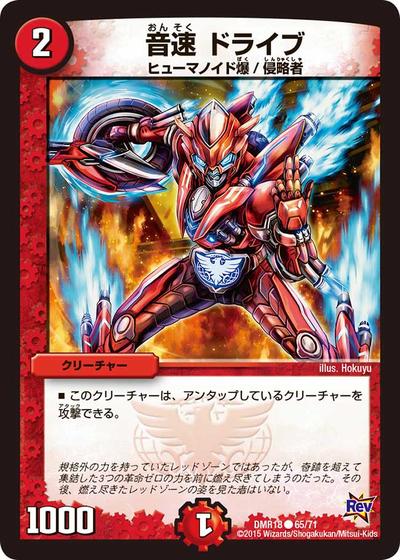 2
おんそく
音速 ドライブ
ばく しんりゃくしゃ
ヒューマノイド爆 / 侵略者
illus. Hokuyu
クリーチャー
■ このクリーチャーは、アンタップしているクリーチャーを
アタック
攻撃できる。
規格外の力を持っていたレッドゾーンではあったが、奇跡を超えて
集結した3つの革命ゼロの力の前に燃え尽きてしまうのだった。その
後、燃え尽きたレッドゾーンの姿を見た者はいない。
1000
1
Rev
DMR18 ● 65/71
©2015 Wizards/Shogakukan/Mitsui-Kids